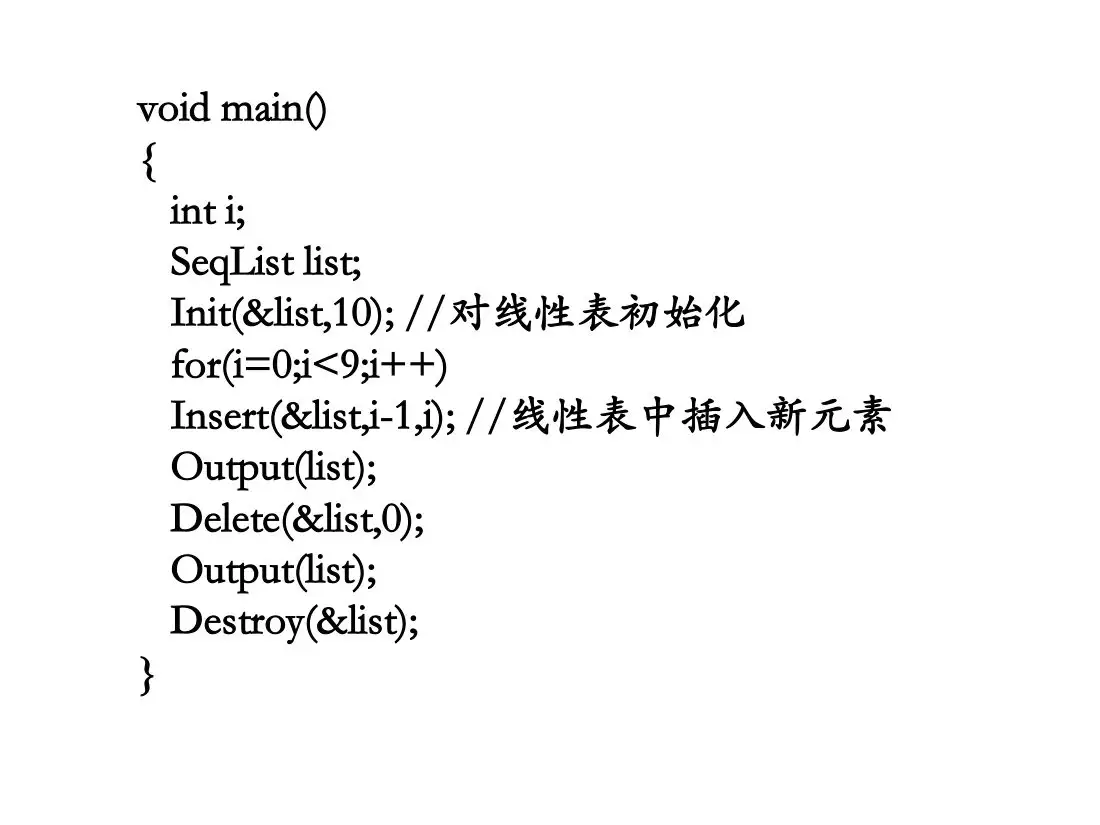 void main()
{
int i;
SeqList list;
Init(&list,10); //对线性表初始化
for(i=0;i<9;i++)
Insert(&list,i-1,i); //线性表中插入新元素
Output(list);
Delete(&list,0);
Output(list);
Destroy(&list);
}